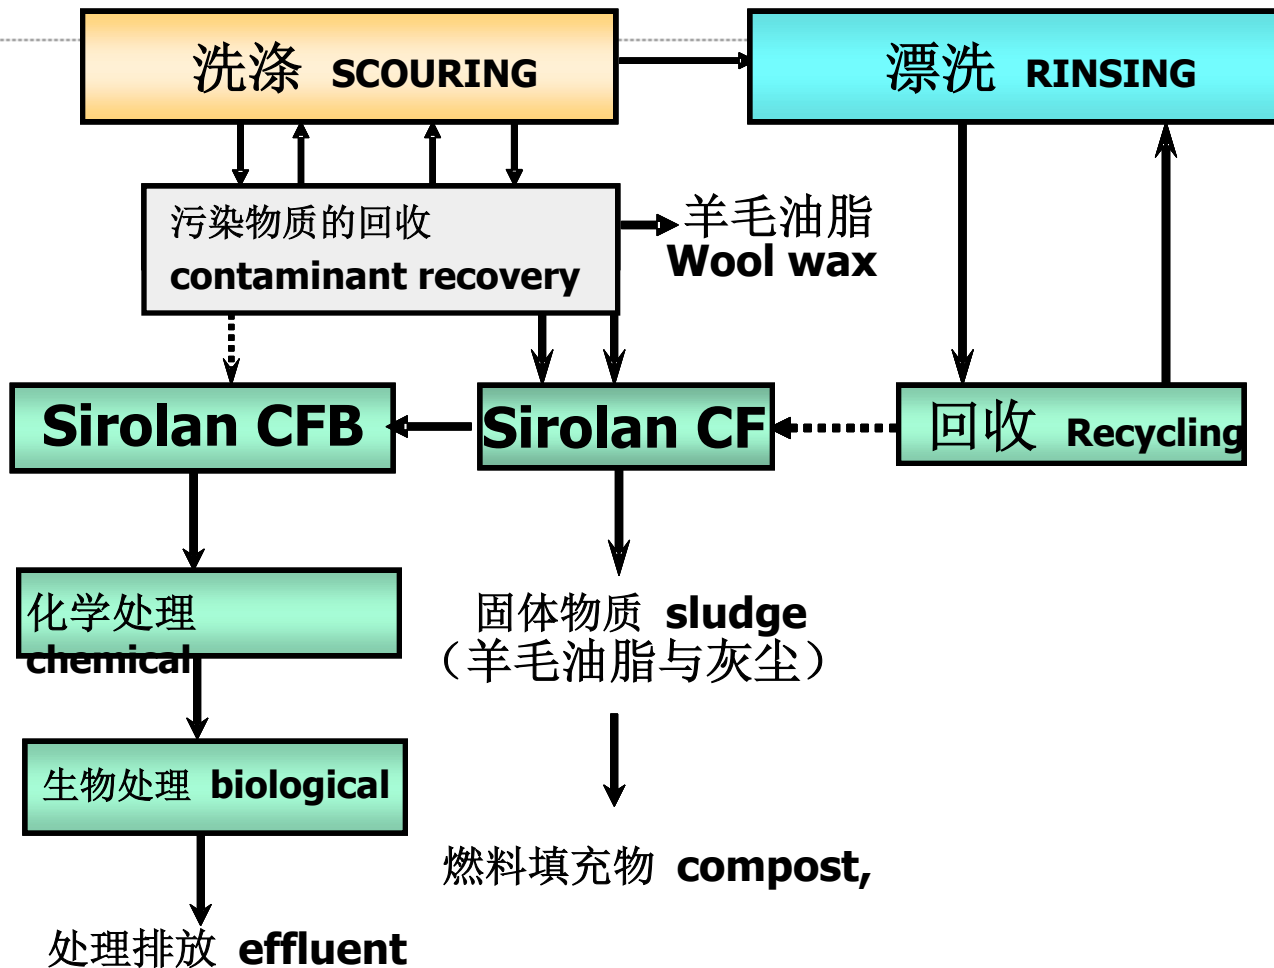 洗涤 SCOURING
漂洗 RINSING
污染物质的回收
contaminant recovery
羊毛油脂
Wool wax
Sirolan CFB
Sirolan CF
回收 Recycling
化学处理
chemical
固体物质 sludge
（羊毛油脂与灰尘）
生物处理 biological
燃料填充物 compost,
处理排放 effluent